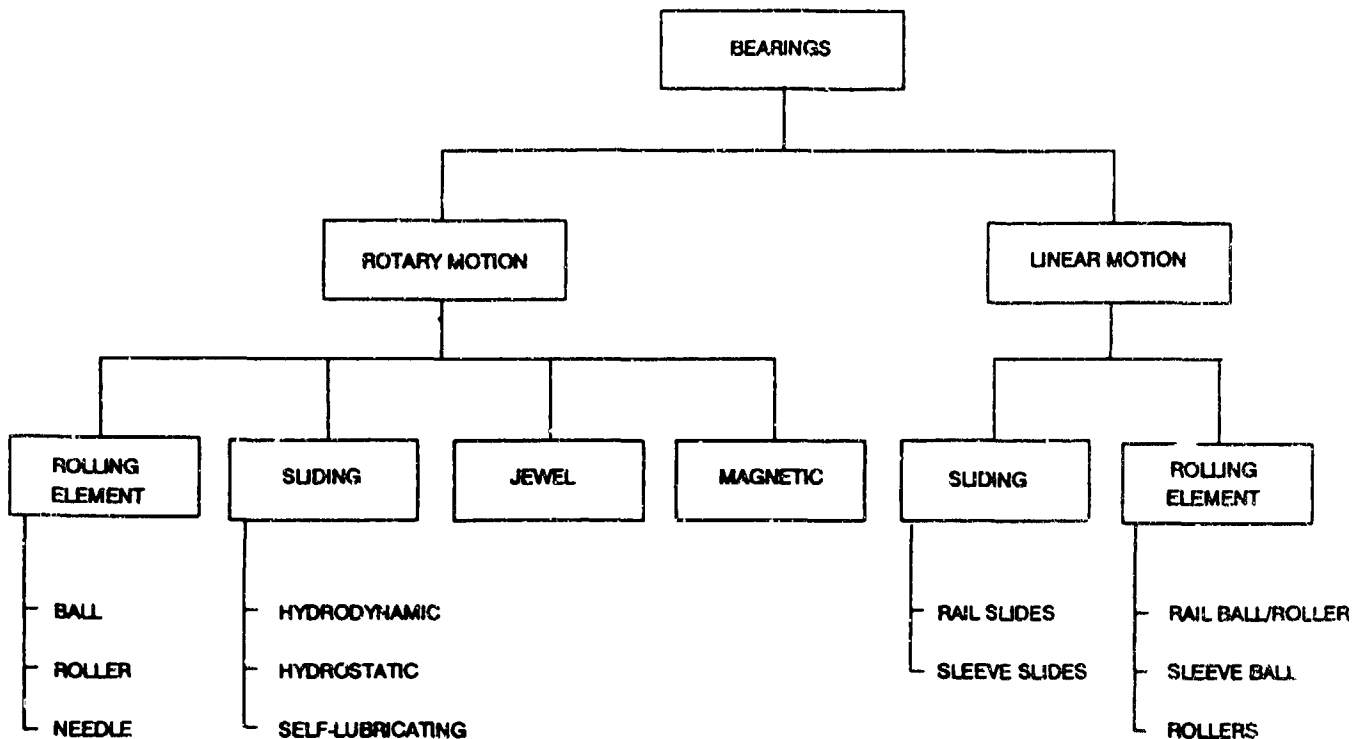 BEARINGS
ROTARY MOTION
LINEAR MOTION
ROLLING
ELEMENT
SLIDING
JEWEL
MAGNETIC
SLIDING
ROLLING
ELEMENT
BALL
ROLLER
NEEDLE
HYDRODYNAMIC
HYDROSTATIC
SELF-LUBRICATING
RAIL SLIDES
SLEEVE SLIDES
RAIL BALL/ROLLER
SLEEVE BALL
ROLLERS